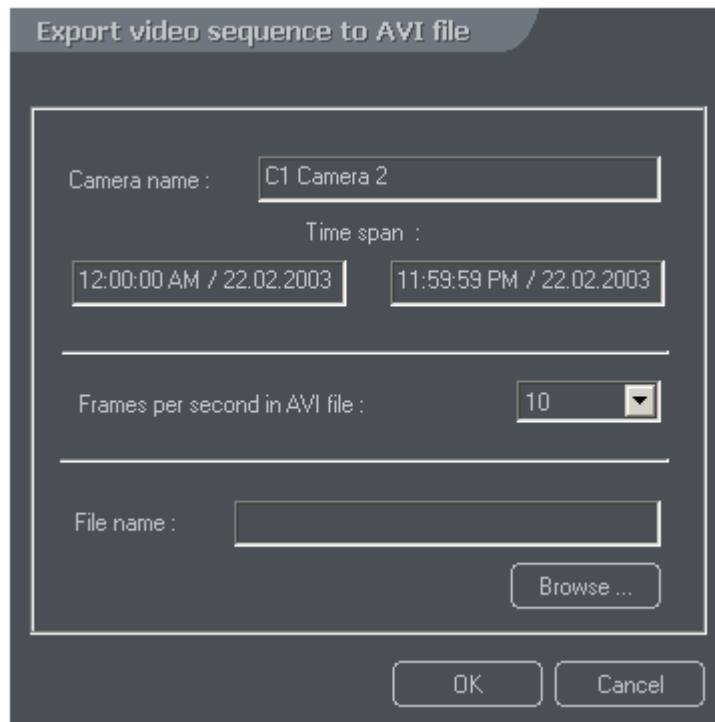 Export video sequence to AVI file
Camera name :
C1 Camera 2
Time span :
12:00:00 AM / 22.02.2003
11:59:59 PM / 22.02.2003
Frames per second in AVI file :
10
File name :
Browse ...
OK
Cancel